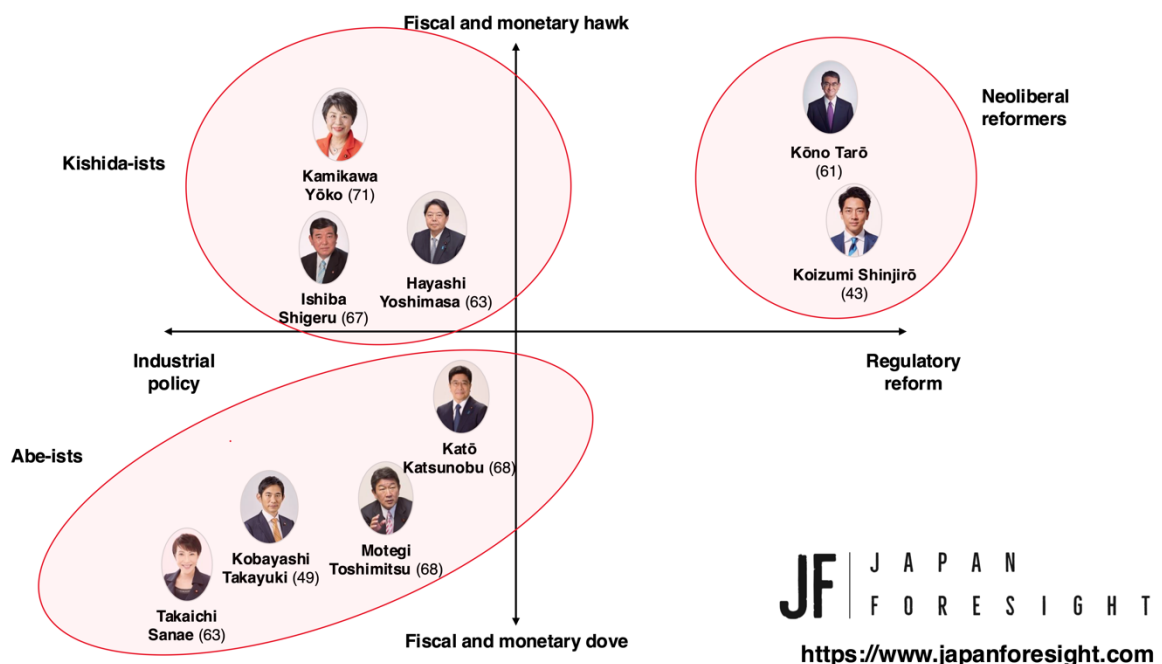 Fiscal and monetary hawk
Neoliberal
reformers
Kishida-ists
Kamikawa
Yōko (71)
Kōno Tarō
(61)
Ishiba
Shigeru (67)
Hayashi
Yoshimasa (63)
Koizumi Shinjirō
(43)
Industrial
policy
Regulatory
reform
Abe-ists
Katō
Katsunobu (68)
Kobayashi
Takayuki (49)
Motegi
Toshimitsu (68)
Takaichi
Sanae (63)
Fiscal and monetary dove
JF
JAPAN
FORESIGHT
https://www.japanforesight.com